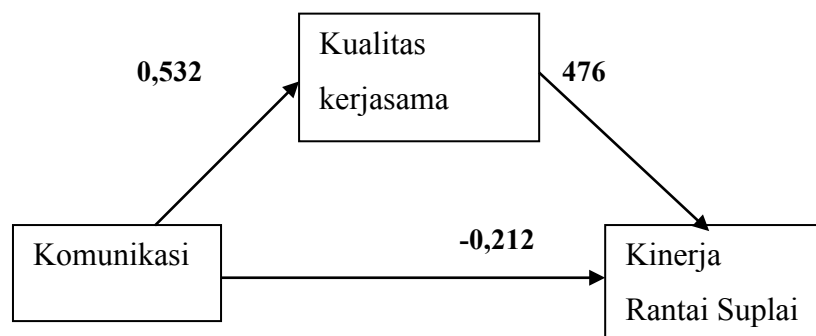 Kualitas
kerjasama
0,532
476
Komunikasi
-0,212
Kinerja
Rantai Suplai